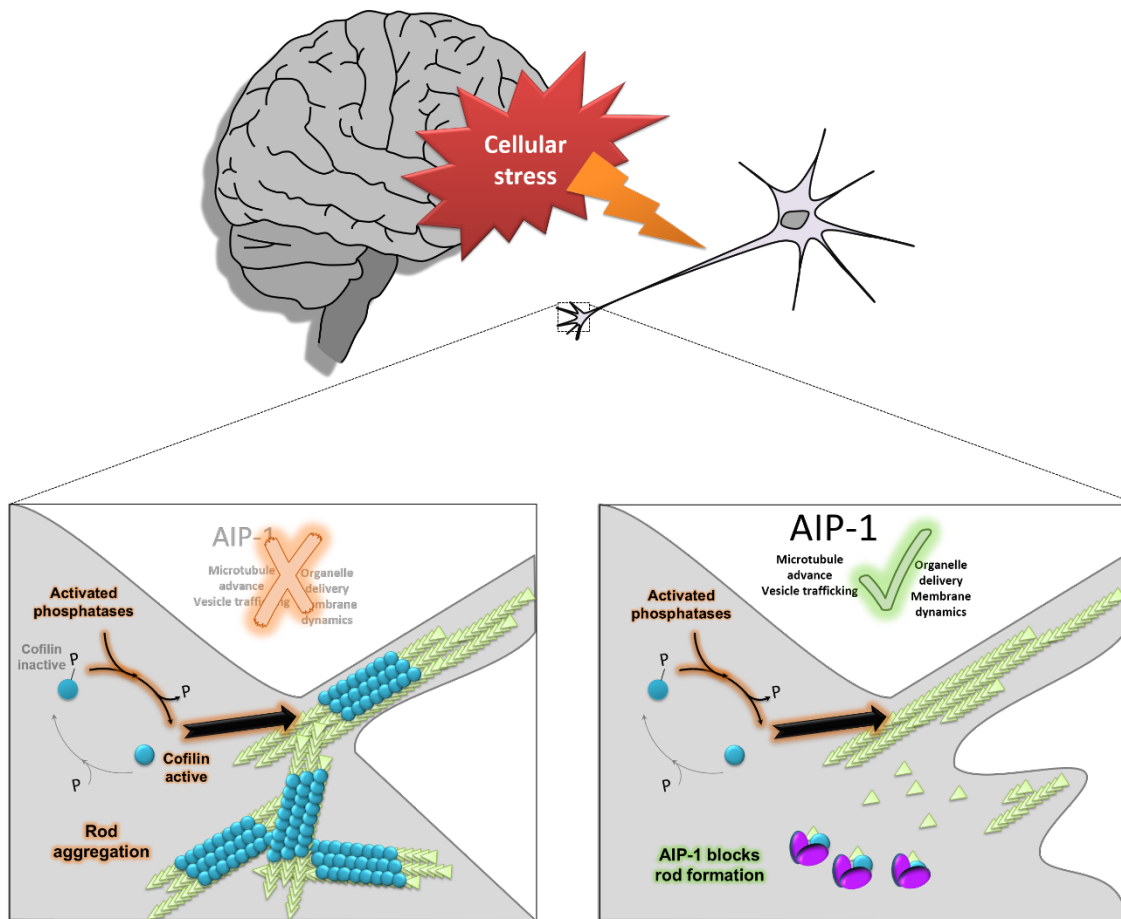 Cellular
stress
AIP-1
Microtubule
advance
Vesicle trafficking
Organelle
delivery
Membrane
dynamics
Activated
phosphatases
Cofilin
inactive
P
P
P
Cofilin
active
Rod
aggregation
AIP-1
Microtubule
advance
Vesicle trafficking
Organelle
delivery
Membrane
dynamics
Activated
phosphatases
P
P
P
AIP-1 blocks
rod formation